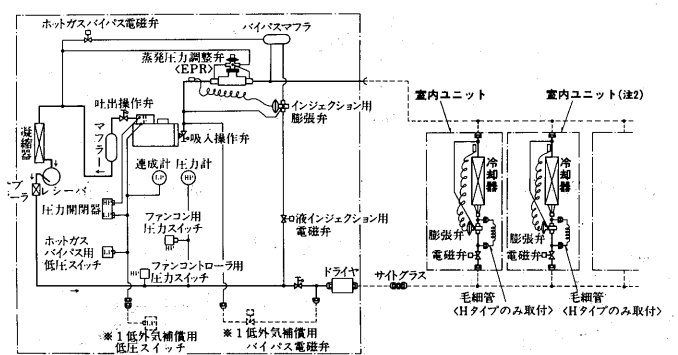 ホットガスバイパス電磁弁
バイパスマフラ
蒸発圧力調整弁
<EPR>
吐出操作弁
インジェクション用
膨張弁
マフラー
吸入操作弁
凝縮器
レシーバ
連成計 圧力計
LP
HP
圧力開閉器
HP
LP
ファンコン用
圧力スイッチ
HP
液インジェクション用
電磁弁
ホットガス
バイパス用
低圧スイッチ
LP
HP
ファンコントローラ用
圧力スイッチ
ドライヤ
サイトグラス
※1低外気補償用
低圧スイッチ
LP
※1低外気補償用
バイパス電磁弁
室内ユニット
室内ユニット(注2)
冷却器
冷却器
膨張弁
電磁弁
膨張弁
電磁弁
毛細管
<Hタイプのみ取付>
毛細管
<Hタイプのみ取付>